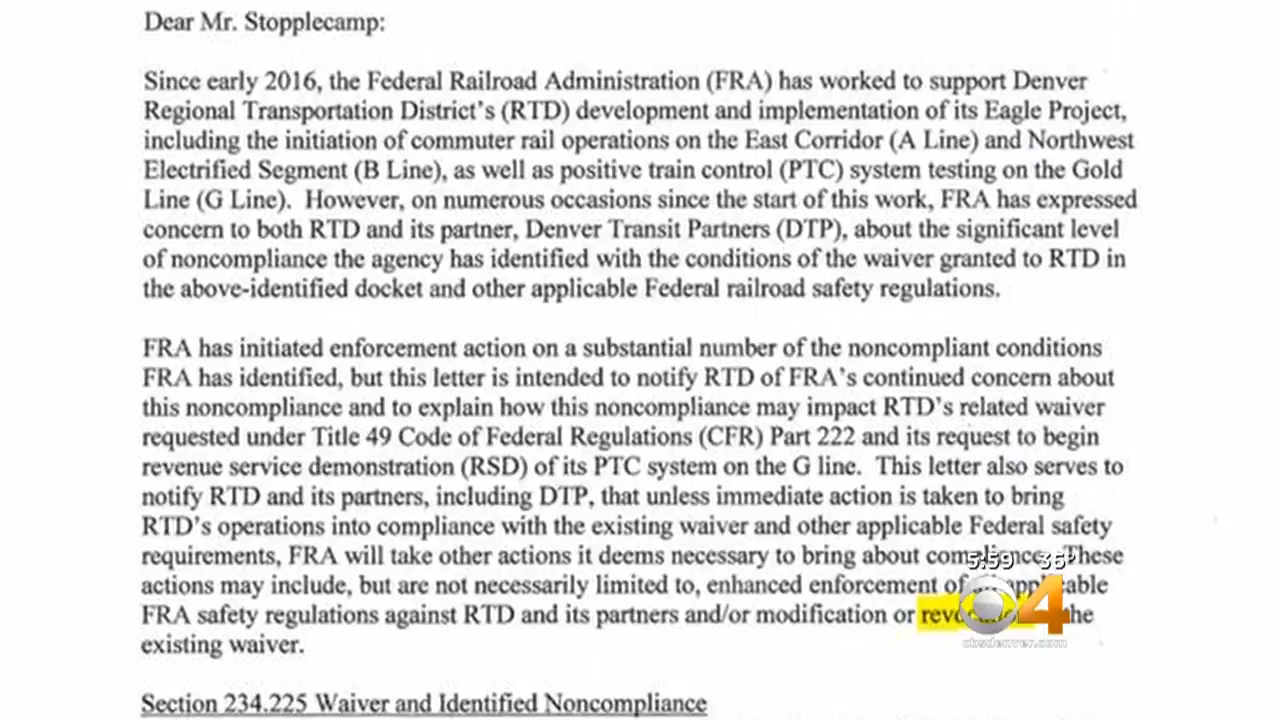 Dear Mr. Stopplecamp:
Since early 2016, the Federal Railroad Administration (FRA) has worked to support Denver
Regional Transportation District's (RTD) development and implementation of its Eagle Project,
including the initiation of commuter rail operations on the East Corridor (A Line) and Northwest
Electrified Segment (B Line), as well as positive train control (PTC) system testing on the Gold
Line (G Line). However, on numerous occasions since the start of this work, FRA has expressed
concern to both RTD and its partner, Denver Transit Partners (DTP), about the significant level
of noncompliance the agency has identified with the conditions of the waiver granted to RTD in
the above-identified docket and other applicable Federal railroad safety regulations.
FRA has initiated enforcement action on a substantial number of the noncompliant conditions
FRA has identified, but this letter is intended to notify RTD of FRA's continued concern about
this noncompliance and to explain how this noncompliance may impact RTD's related waiver
requested under Title 49 Code of Federal Regulations (CFR) Part 222 and its request to begin
revenue service demonstration (RSD) of its PTC system on the G line. This letter also serves to
notify RTD and its partners, including DTP, that unless immediate action is taken to bring
RTD's operations into compliance with the existing waiver and other applicable Federal safety
requirements, FRA will take other actions it deems necessary to bring about compliance. These
actions may include, but are not necessarily limited to, enhanced enforcement of applicable
FRA safety regulations against RTD and its partners and/or modification or the
existing waiver.
Section 234.225 Waiver and Identified Noncompliance
5:59 36°
4
cbsdenver.com